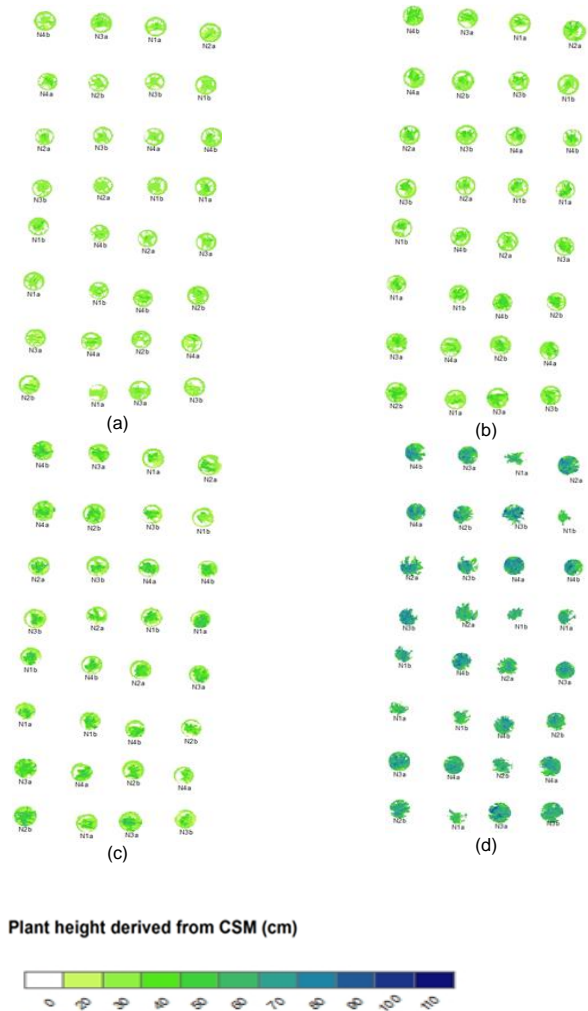 N4b N3a N1a N2a
N4a N2b N3b N1b
N2a N3b N4a N4b
N3b N2a N1b N1a
N1b N4b N2a N3a
N1a N1b N4b N2b
N3a N4a N2b N4a
N2b N1a N3a N3b
(a)
N4b N3a N1a N2a
N4a N2b N3b N1b
N2a N3b N4a N4b
N3b N2a N1b N1a
N1b N4b N2a N3a
N1a N1b N4b N2b
N3a N4a N2b N4a
N2b N1a N3a N3b
(b)
N4b N3a N1a N2a
N4a N2b N3b N1b
N2a N3b N4a N4b
N3b N2a N1b N1a
N1b N4b N2a N3a
N1a N1b N4b N2b
N3a N4a N2b N4a
N2b N1a N3a N3b
(c)
N4b N3a N1a N2a
N4a N2b N3b N1b
N2a N3b N4a N4b
N3b N2a N1b N1a
N1b N4b N2a N3a
N1a N1b N4b N2b
N3a N4a N2b N4a
N2b N1a N3a N3b
(d)
Plant height derived from CSM (cm)
0 20 30 40 50 60 70 80 90 100 110